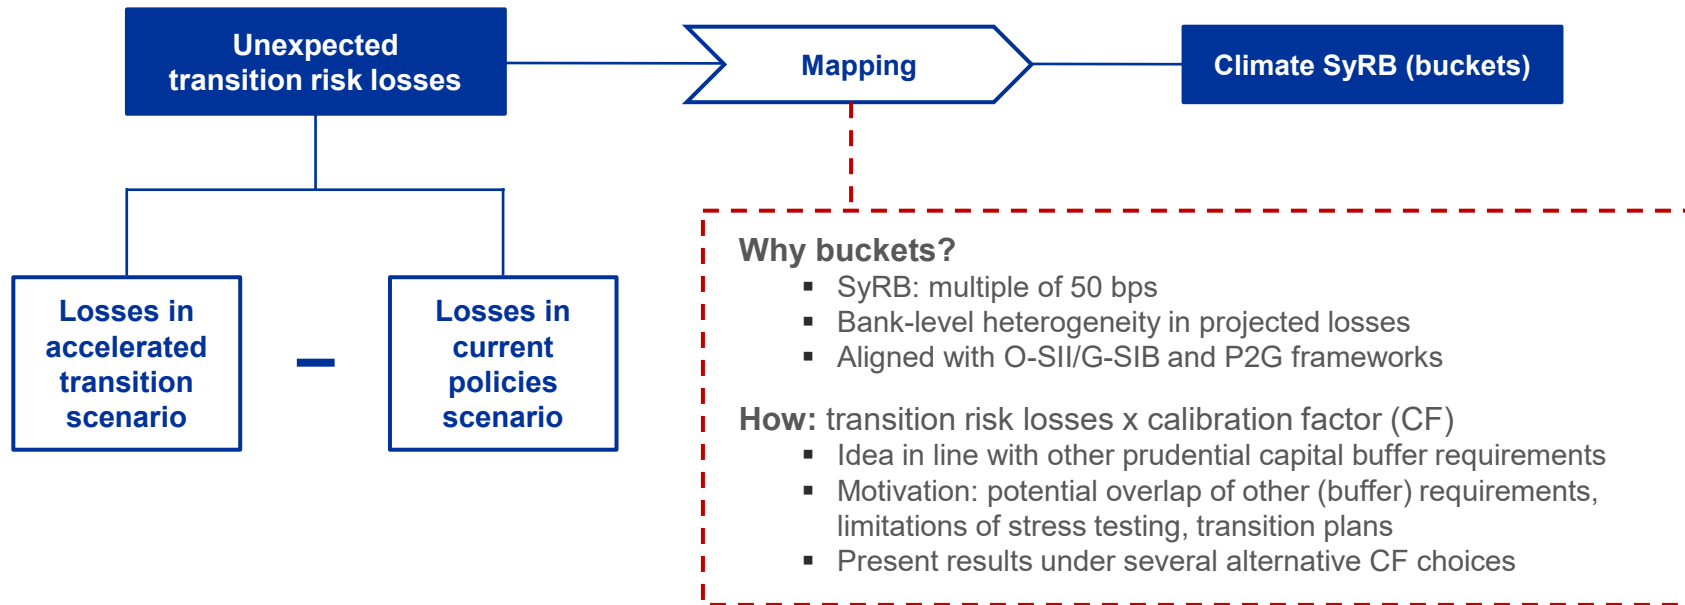 Unexpected
transition risk losses
Mapping
Climate SyRB (buckets)
Losses in
accelerated
transition
scenario
–
Losses in
current
policies
scenario
Why buckets?
▪ SyRB: multiple of 50 bps
▪ Bank-level heterogeneity in projected losses
▪ Aligned with O-SII/G-SIB and P2G frameworks
How: transition risk losses x calibration factor (CF)
▪ Idea in line with other prudential capital buffer requirements
▪ Motivation: potential overlap of other (buffer) requirements,
limitations of stress testing, transition plans
▪ Present results under several alternative CF choices